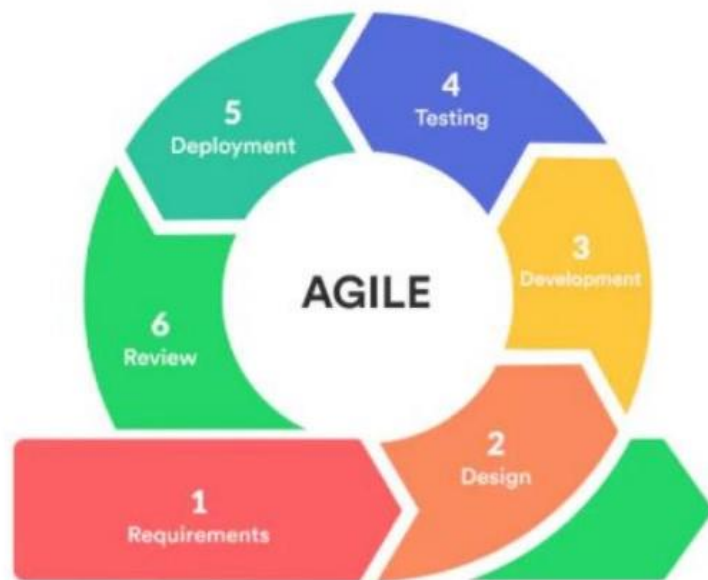 4
Testing
5
Deployment
3
Development
AGILE
6
Review
2
Design
1
Requirements